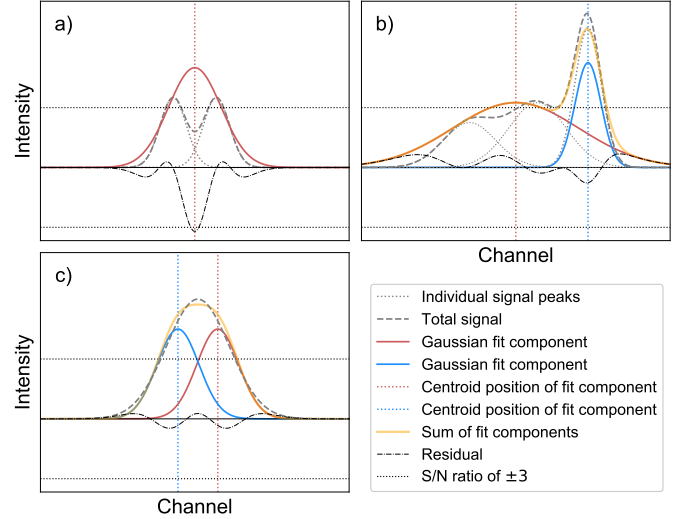 a)
b)
Intensity
Channel
c)
Intensity
Channel
Individual signal peaks
Total signal
Gaussian fit component
Gaussian fit component
Centroid position of fit component
Centroid position of fit component
Sum of fit components
Residual
S/N ratio of ±3